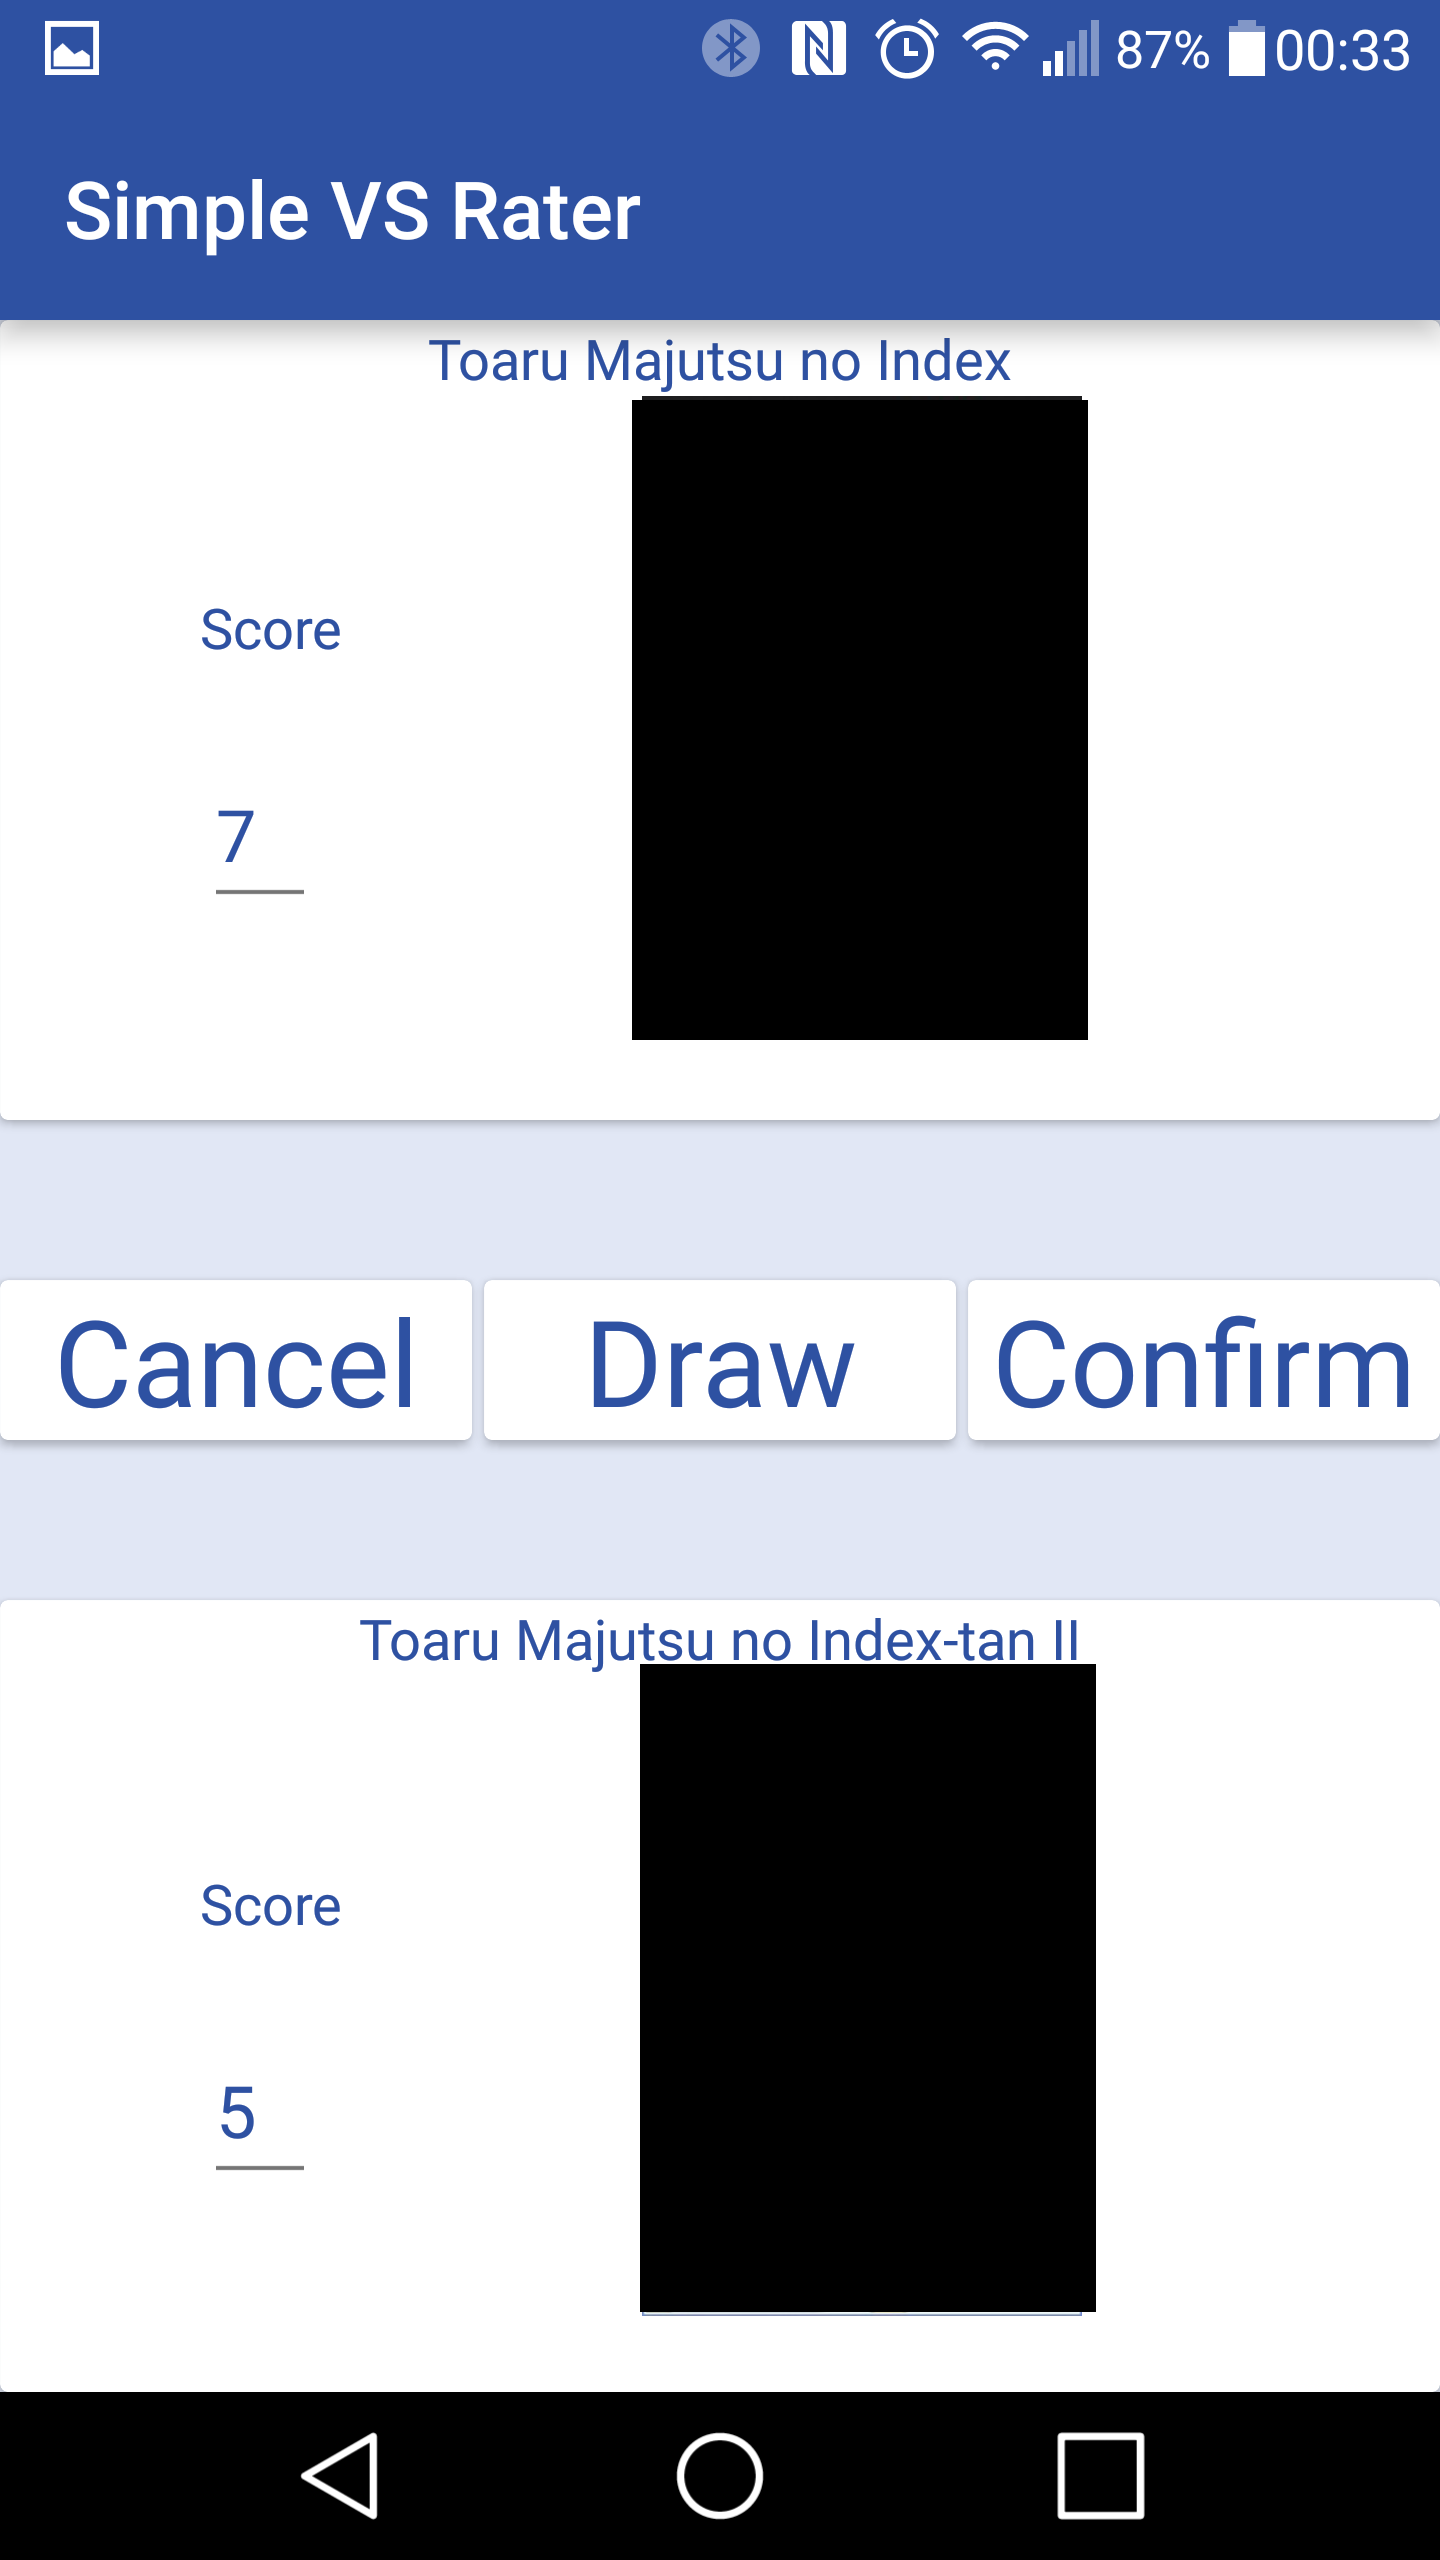 87% 00:33
Simple VS Rater
Toaru Majutsu no Index
Score
7
Cancel Draw Confirm
Toaru Majutsu no Index-tan II
Score
5